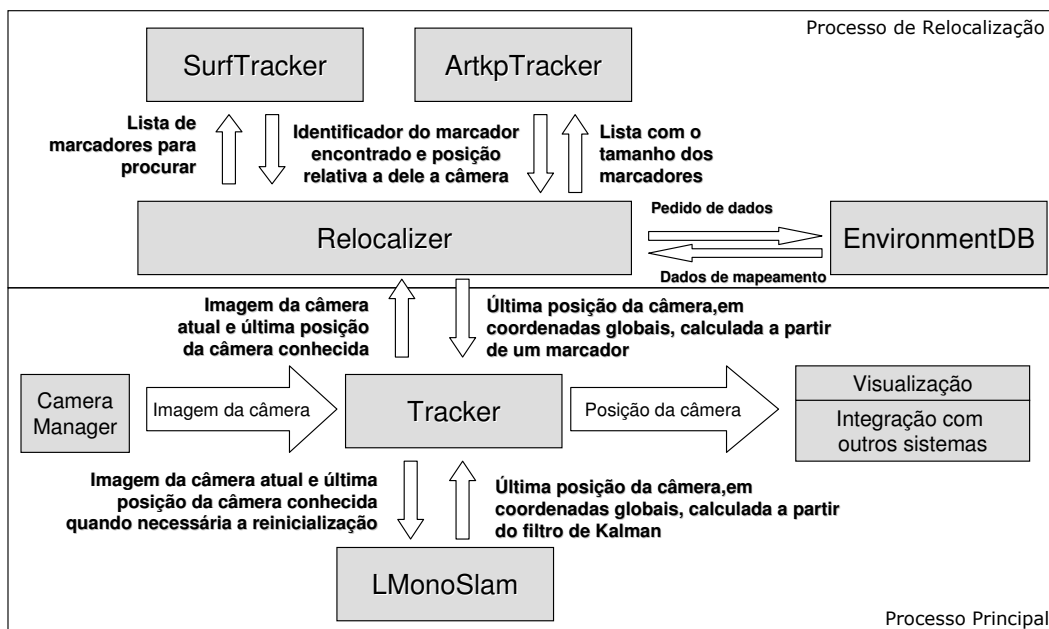 Processo de Relocalização
SurfTracker
ArtkpTracker
Lista de
marcadores para
procurar
Identificador do marcador
encontrado e posição
relativa a dele a câmera
Lista com o
tamanho dos
marcadores
Relocalizer
Pedido de dados
Dados de mapeamento
EnvironmentDB
Imagem da câmera
atual e última posição
da câmera conhecida
Última posição da câmera,em
coordenadas globais, calculada a partir
de um marcador
Camera
Manager
Imagem da câmera
Tracker
Posição da câmera
Visualização
Integração com
outros sistemas
Imagem da câmera atual e última
posição da câmera conhecida
quando necessária a reinicialização
Última posição da câmera,em
coordenadas globais, calculada a partir
do filtro de Kalman
LMonoSlam
Processo Principal